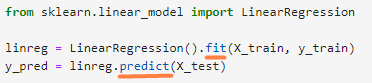 from sklearn.linear_model import LinearRegression
linreg = LinearRegression().fit(X_train, y_train)
y_pred = linreg.predict(X_test)